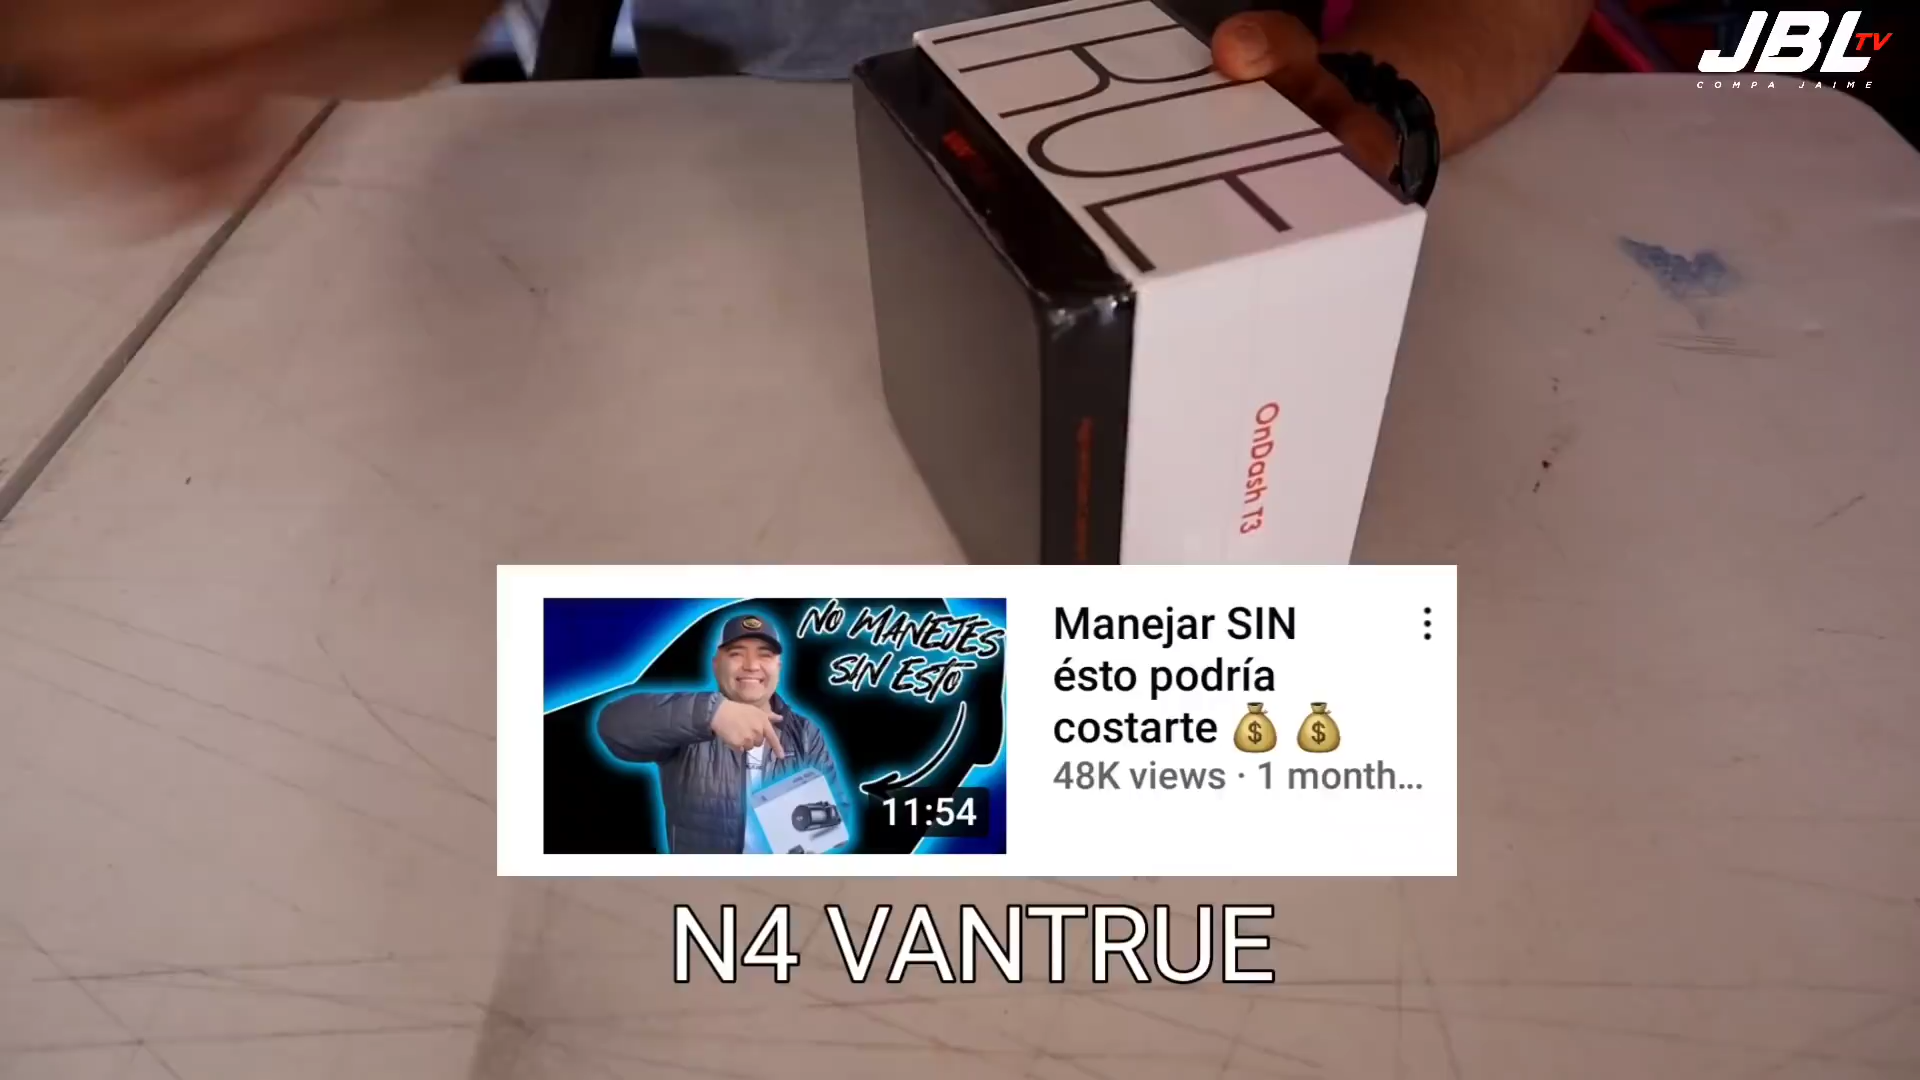 JBL TV
COMPA JAIME
TRUE
OnDash T3
NO MANEJES
SIN ESTO
11:54
Manejar SIN
ésto podría
costarte 💰 💰
48K views · 1 month...
N4 VANTRUE